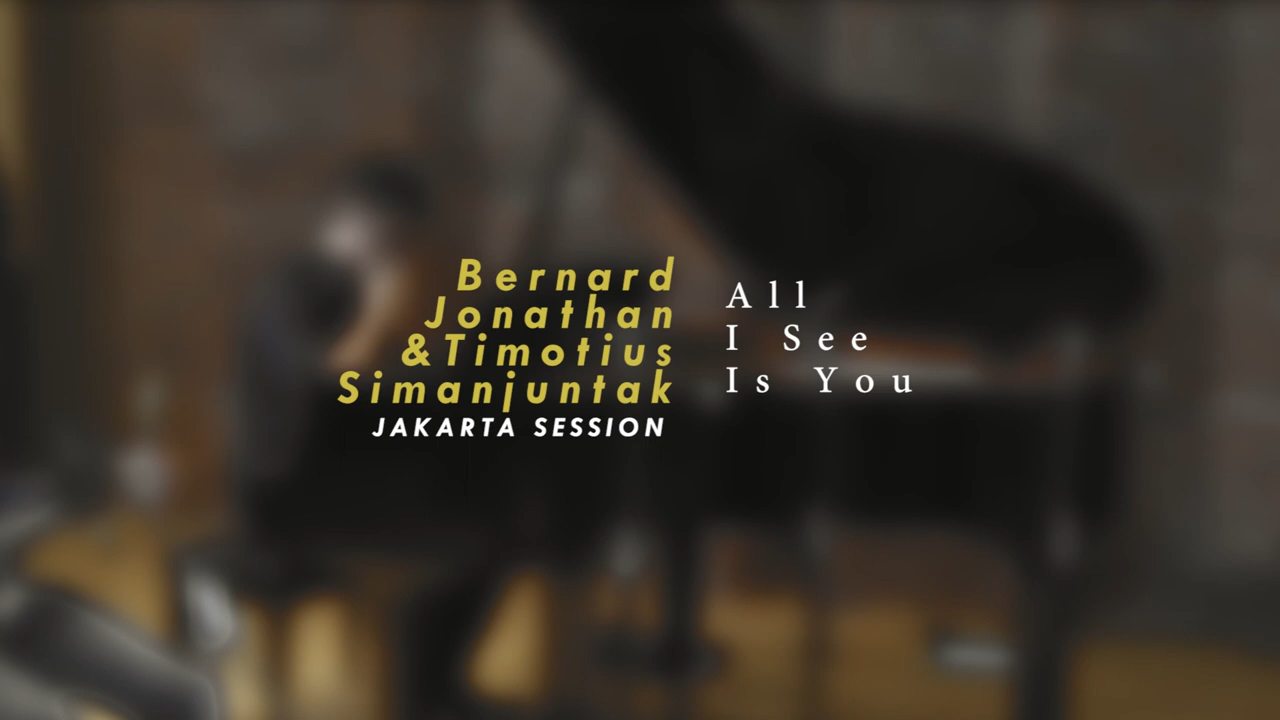 Bernard
Jonathan
&Timotius
Simanjuntak
JAKARTA SESSION
All
I See
Is You